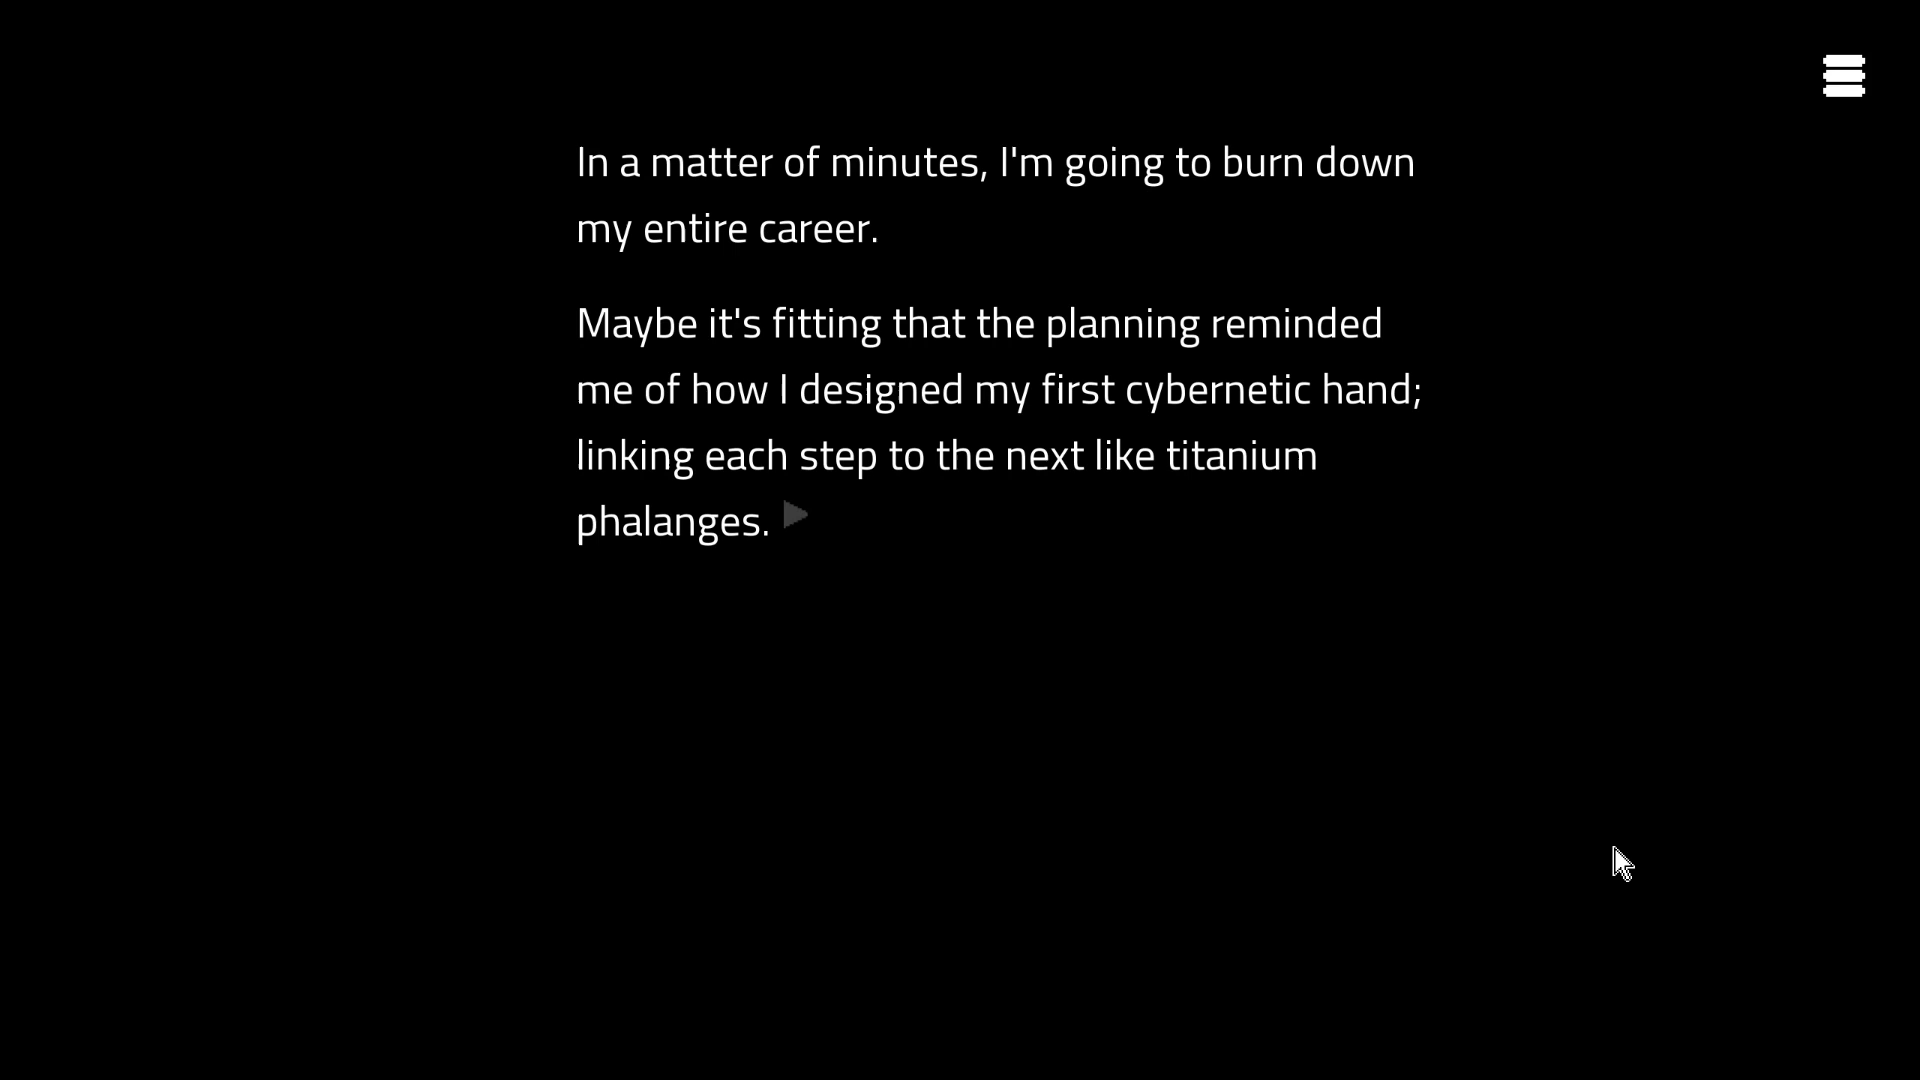 In a matter of minutes, I'm going to burn down
my entire career.
Maybe it's fitting that the planning reminded
me of how I designed my first cybernetic hand;
linking each step to the next like titanium
phalanges.